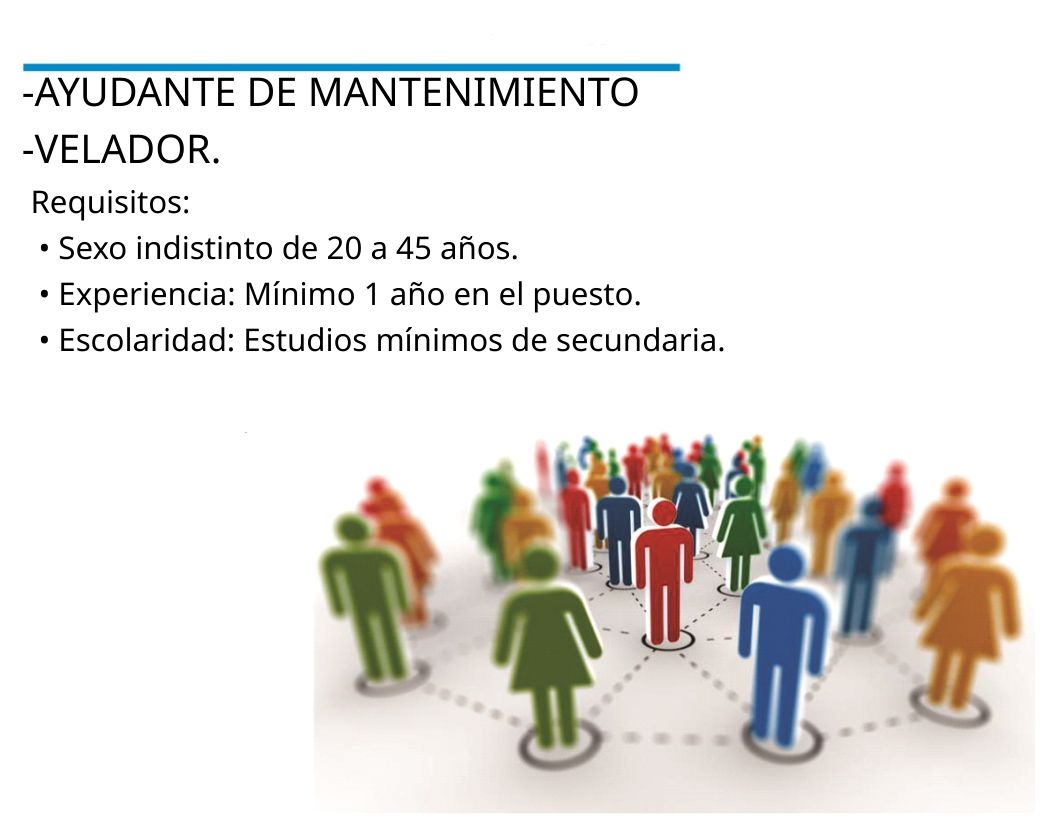 -AYUDANTE DE MANTENIMIENTO
-VELADOR.
Requisitos:
• Sexo indistinto de 20 a 45 años.
• Experiencia: Mínimo 1 año en el puesto.
• Escolaridad: Estudios mínimos de secundaria.